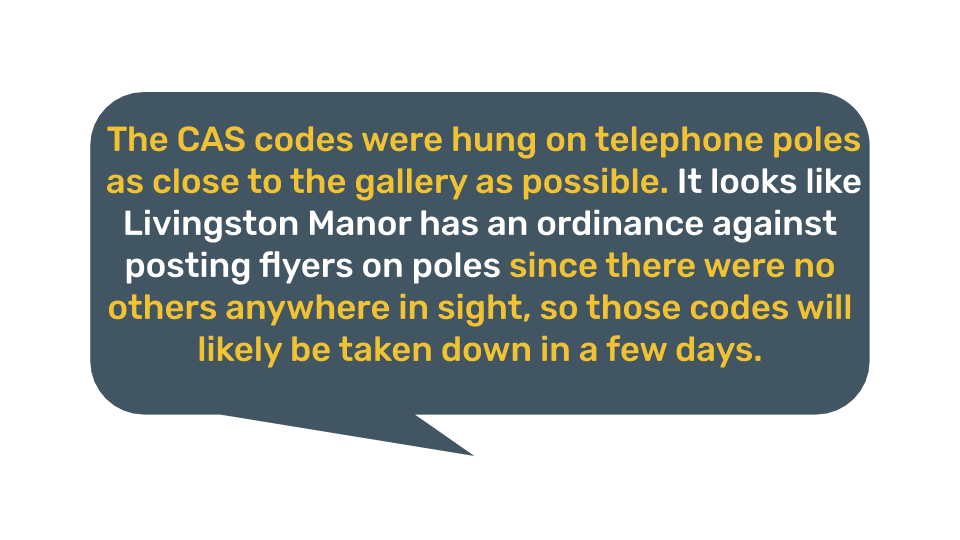 The CAS codes were hung on telephone poles
as close to the gallery as possible. It looks like
Livingston Manor has an ordinance against
posting flyers on poles since there were no
others anywhere in sight, so those codes will
likely be taken down in a few days.